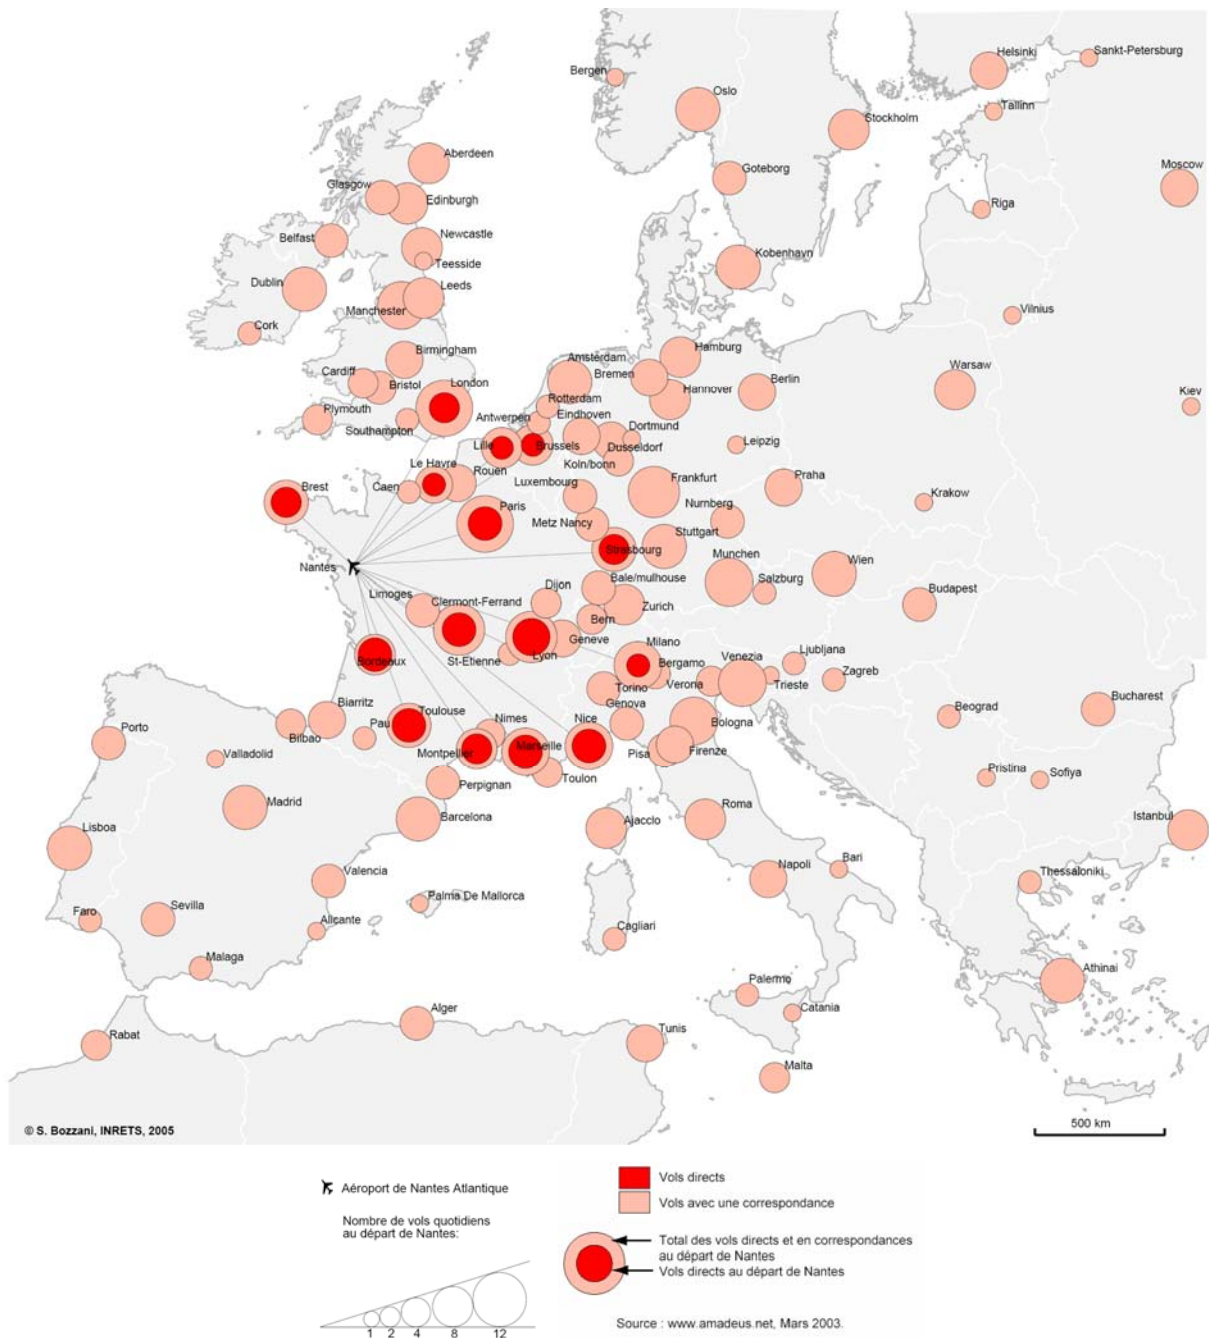 Bergen
Oslo
Helsinki
Sankt-Petersburg
Tallinn
Stockholm
Aberdeen
Goteborg
Moscow
Glasgow
Edinburgh
Riga
Belfast
Newcastle
Teesside
Kobenhavn
Dublin
Leeds
Manchester
Vilnius
Cork
Birmingham
Hamburg
Amsterdam
Bremen
Warsaw
Cardiff
Bristol
London
Hannover
Berlin
Kiev
Plymouth
Rotterdam
Antwerpen
Eindhoven
Southampton
Dortmund
Lille
Brussels
Dusseldorf
Leipzig
Koln/bonn
Le Havre
Rouen
Luxembourg
Frankfurt
Praha
Caen
Brest
Paris
Nurnberg
Krakow
Metz Nancy
Stuttgart
Strasbourg
Munchen
Wien
Nantes
Bale/mulhouse
Salzburg
Dijon
Budapest
Limoges
Clermont-Ferrand
Zurich
Bern
Geneve
Milano
St-Etienne
Lyon
Bordeaux
Bergamo
Venezia
Ljubljana
Torino
Verona
Trieste
Zagreb
Biarritz
Toulouse
Nimes
Nice
Genova
Bucharest
Beograd
Porto
Bilbao
Pau
Bologna
Montpellier
Marseille
Pisa
Firenze
Valladolid
Toulon
Pristina
Sofiya
Perpignan
Madrid
Barcelona
Ajaccio
Roma
Istanbul
Lisboa
Valencia
Napoli
Bari
Thessaloniki
Palma De Mallorca
Faro
Sevilla
Alicante
Cagliari
Malaga
Athinai
Palermo
Catania
Alger
Rabat
Tunis
Malta
© S. Bozzani, INRETS, 2005
500 km
Aéroport de Nantes Atlantique
Nombre de vols quotidiens
au départ de Nantes:
1 2 4 8 12
Vols directs
Vols avec une correspondance
Total des vols directs et en correspondances
au départ de Nantes
Vols directs au départ de Nantes
Source : www.amadeus.net, Mars 2003.